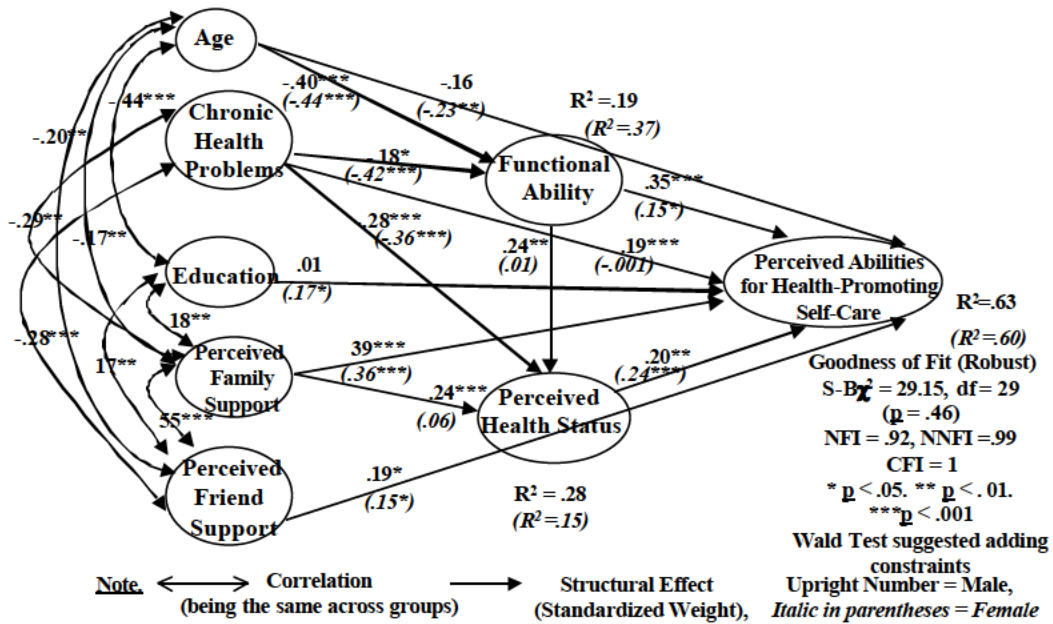 Age
-.40***
(-.44***)
-.16
(-.23**)
R² =.19
(R²=.37)
-.44***
Chronic
Health
Problems
-.20**
-.18*
(-.42***)
Functional
Ability
.35***
(.15*)
-.29**
-.17**
-.28***
(-.36***)
.24**
(.01)
.19***
(-.001)
Perceived Abilities
for Health-Promoting
Self-Care
Education
.01
(.17*)
R²=.63
(R²=.60)
-.28***
18**
17**
Perceived
Family
Support
39***
(.36***)
.24***
(.06)
Perceived
Health Status
.20**
(.24***)
55***
Perceived
Friend
Support
.19*
(.15*)
R² = .28
(R²=.15)
Goodness of Fit (Robust)
S-Bχ² = 29.15, df = 29
(p = .46)
NFI = .92, NNFI =.99
CFI = 1
* p < .05. ** p < . 01.
***p < .001
Wald Test suggested adding
constraints
Note. Correlation Structural Effect Upright Number = Male,
(being the same across groups) (Standardized Weight), Italic in parentheses = Female